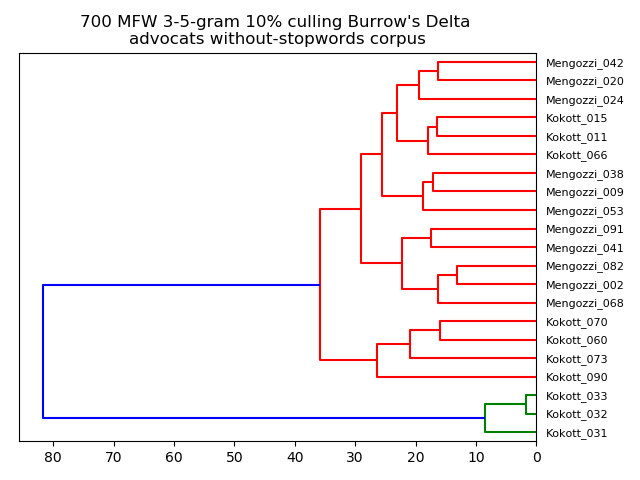 700 MFW 3-5-gram 10% culling Burrow's Delta
advocats without-stopwords corpus
Mengozzi_042
Mengozzi_020
Mengozzi_024
Kokott_015
Kokott_011
Kokott_066
Mengozzi_038
Mengozzi_009
Mengozzi_053
Mengozzi_091
Mengozzi_041
Mengozzi_082
Mengozzi_002
Mengozzi_068
Kokott_070
Kokott_060
Kokott_073
Kokott_090
Kokott_033
Kokott_032
Kokott_031
80 70 60 50 40 30 20 10 0